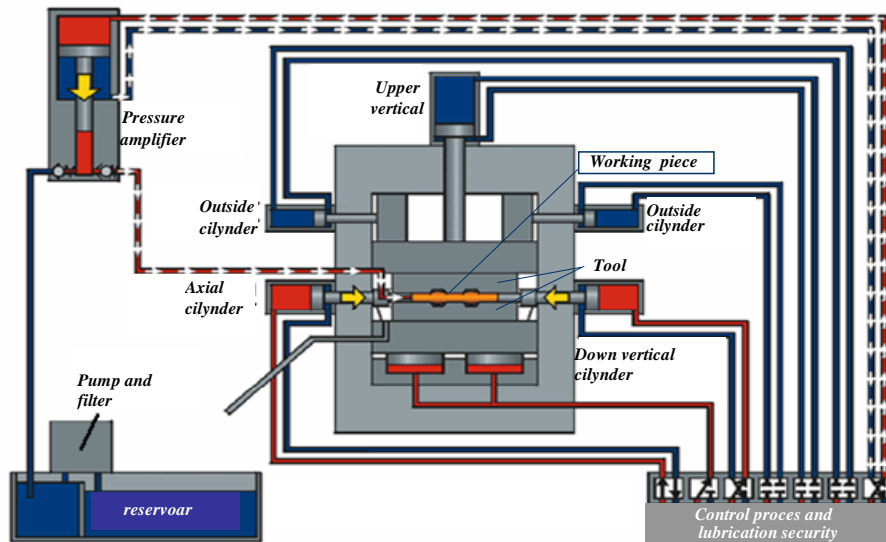 Upper
vertical
Pressure
amplifier
Working piece
Outside
cilynder
Outside
cilynder
Tool
Axial
cilynder
Down vertical
cilynder
Pump and
filter
reservoar
Control proces and
lubrication security